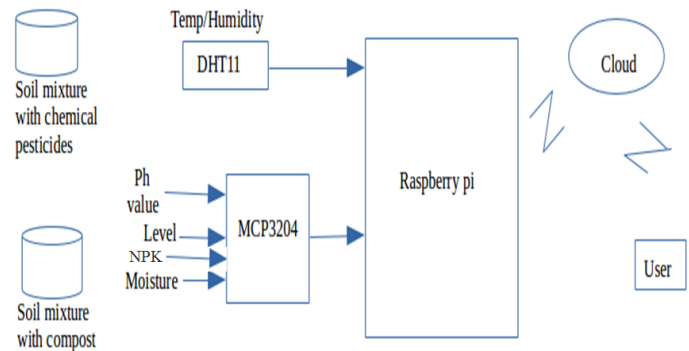 Temp/Humidity
DHT11
Cloud
Soil mixture
with chemical
pesticides
Ph
value
Level
NPK
Moisture
MCP3204
Raspberry pi
User
Soil mixture
with compost